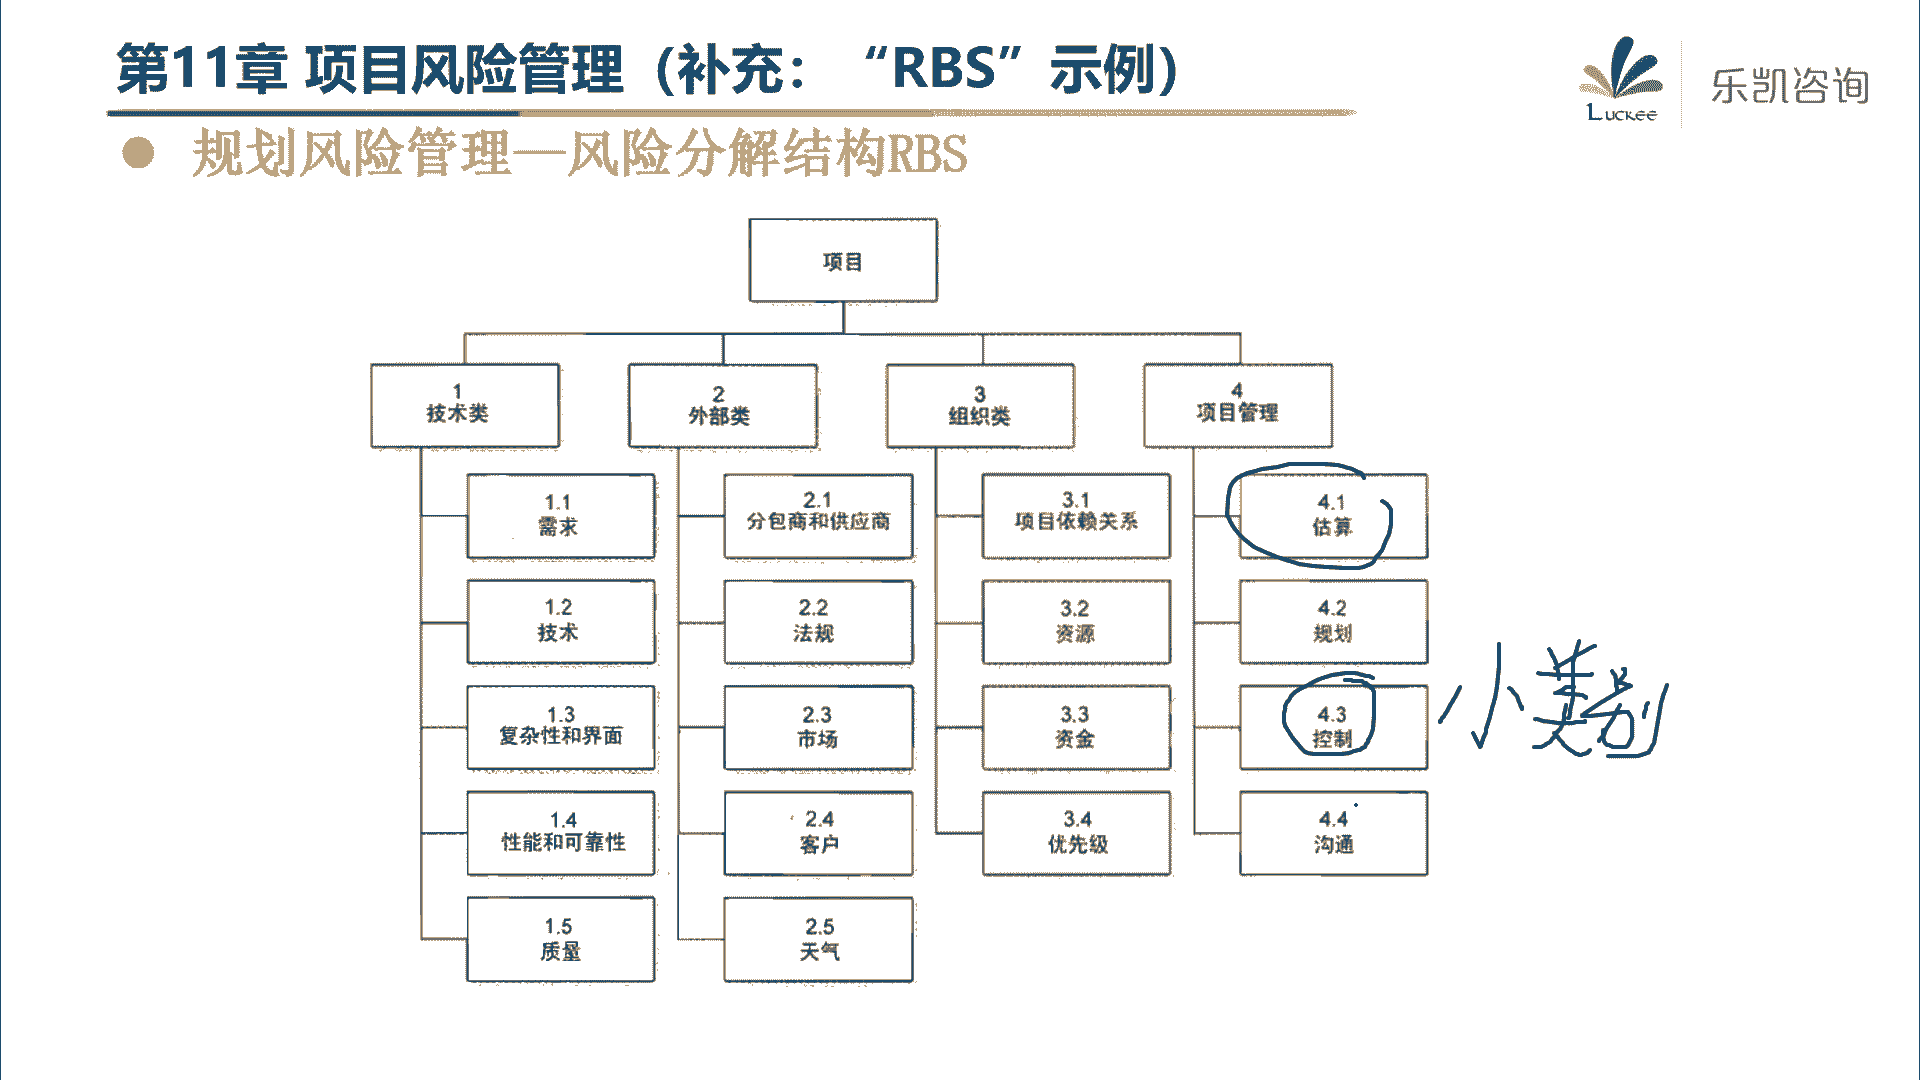 第11章 项目风险管理（补充：“RBS”示例）
LUCKEE
乐凯咨询
规划风险管理—风险分解结构RBS
项目
1
技术类
2
外部类
3
组织类
4
项目管理
1.1
需求
2.1
分包商和供应商
3.1
项目依赖关系
4.1
估算
1.2
技术
2.2
法规
3.2
资源
4.2
规划
1.3
复杂性和界面
2.3
市场
3.3
资金
4.3
控制
小类别
1.4
性能和可靠性
2.4
客户
3.4
优先级
4.4
沟通
1.5
质量
2.5
天气